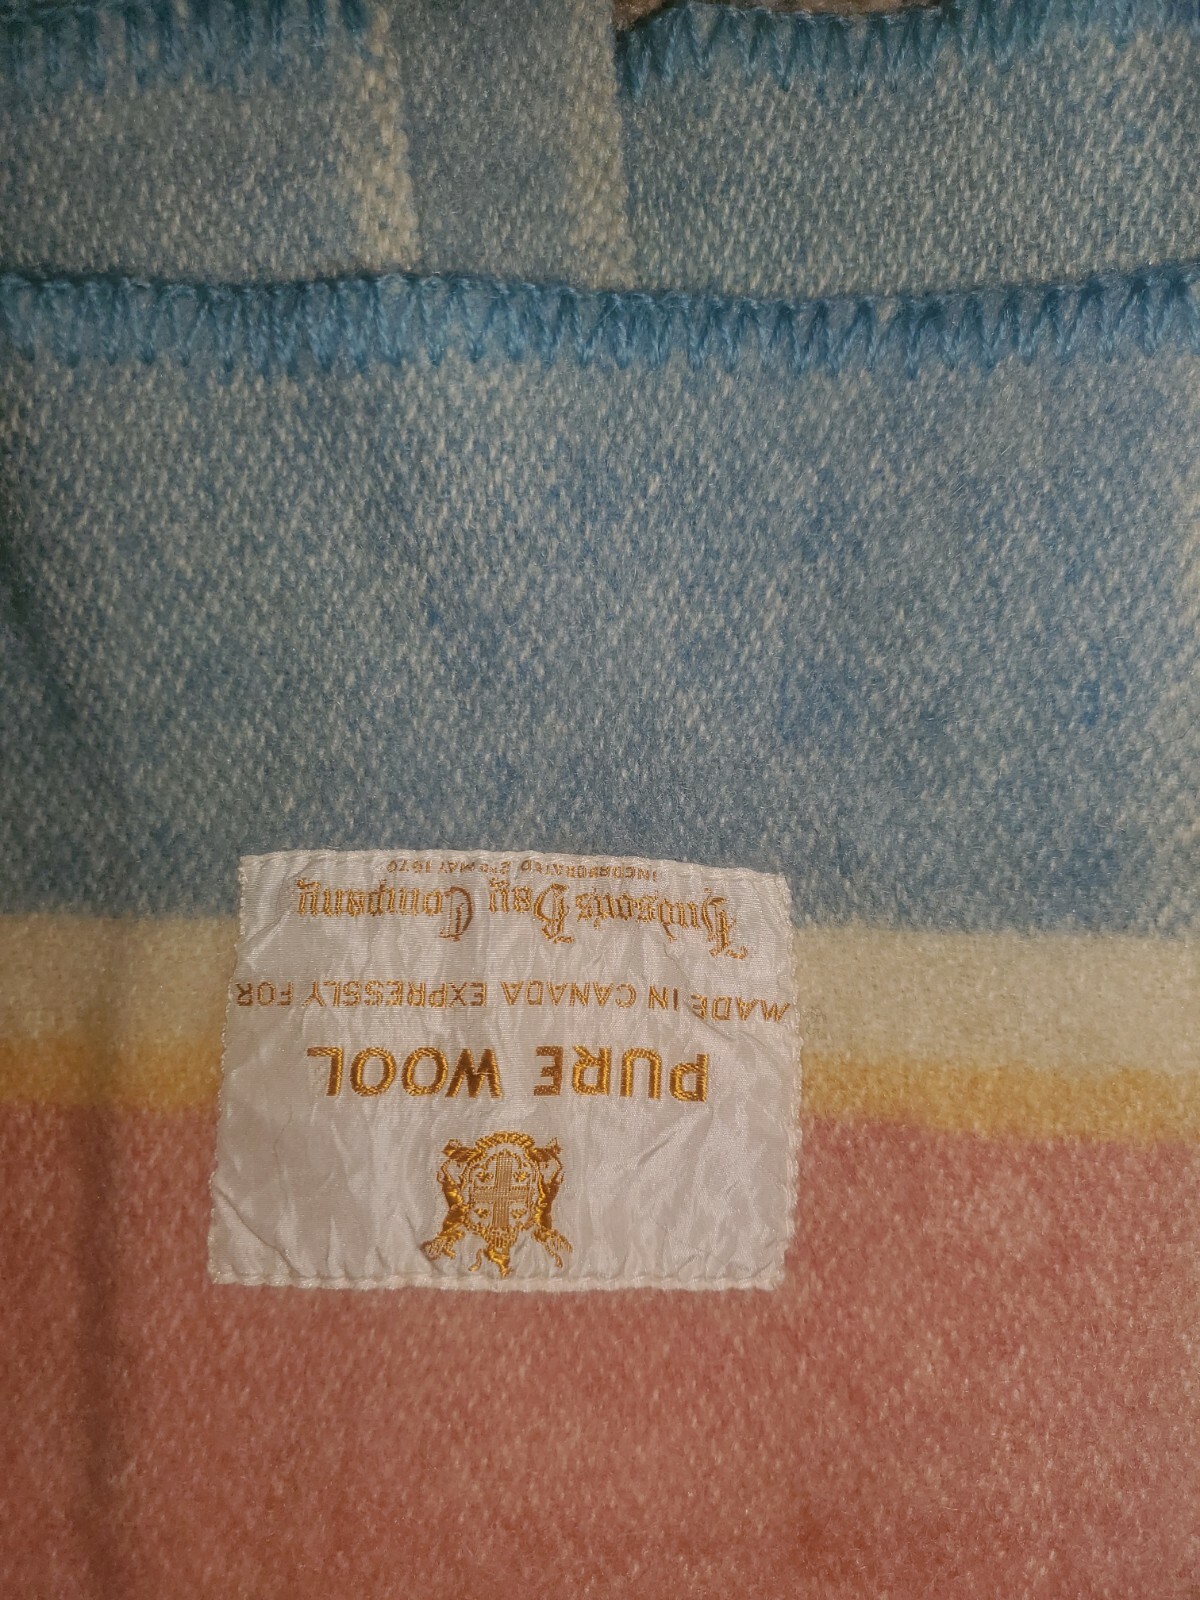 PURE WOOL
MADE IN CANADA EXPRESSLY FOR
Hudson's Bay Company
INCORPORATED 2ND MAY 1670